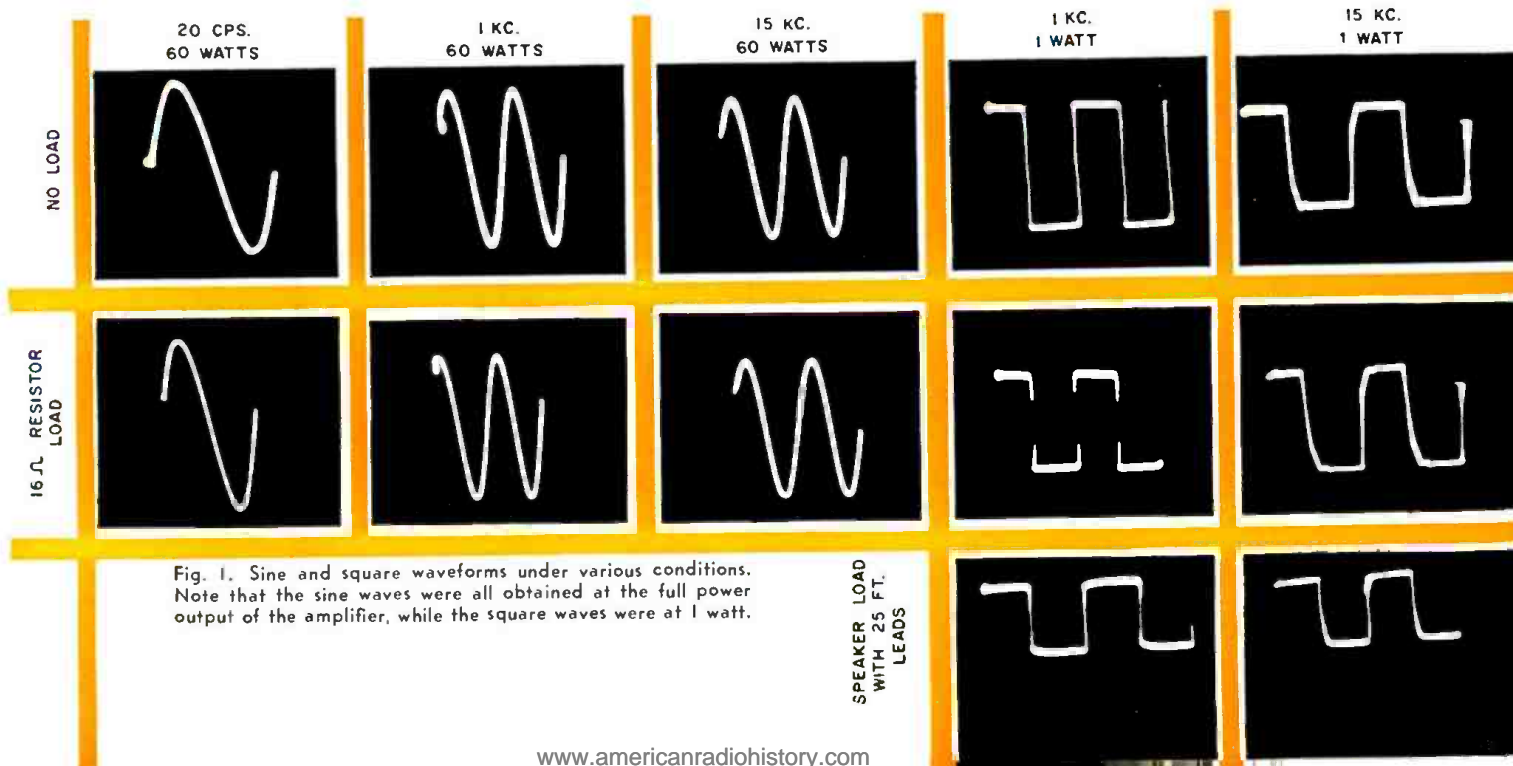 20 CPS.
60 WATTS
1 KC.
60 WATTS
15 KC.
60 WATTS
1 KC.
1 WATT
15 KC.
1 WATT
NO LOAD
16 Ω RESISTOR
LOAD
Fig. 1. Sine and square waveforms under various conditions.
Note that the sine waves were all obtained at the full power
output of the amplifier, while the square waves were at 1 watt.
SPEAKER LOAD
WITH 25 FT.
LEADS
www.americanradiohistory.com